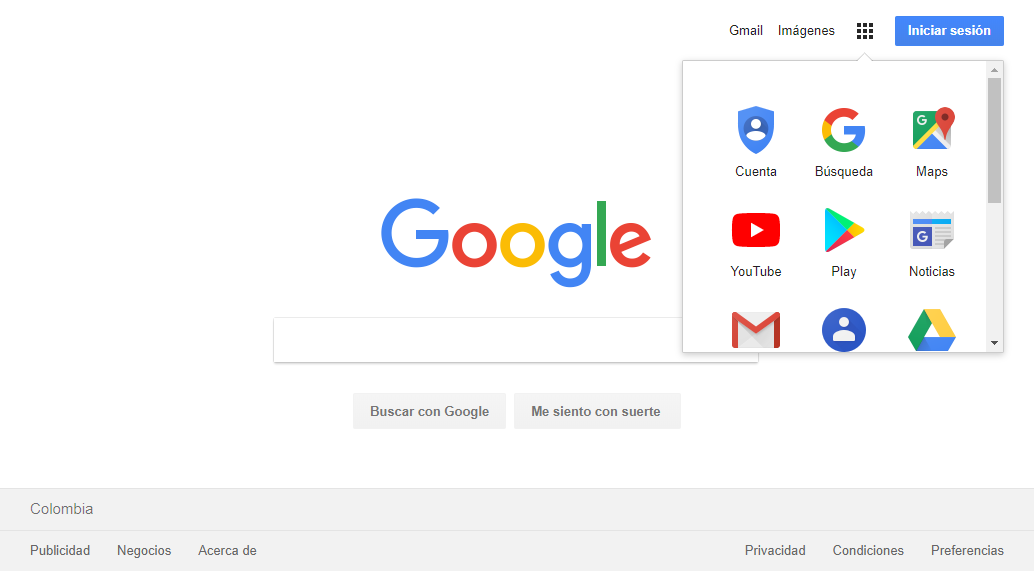 Gmail Imágenes Iniciar sesión
Cuenta Búsqueda Maps
YouTube Play Noticias
Google
Buscar con Google Me siento con suerte
Colombia
Publicidad Negocios Acerca de Privacidad Condiciones Preferencias